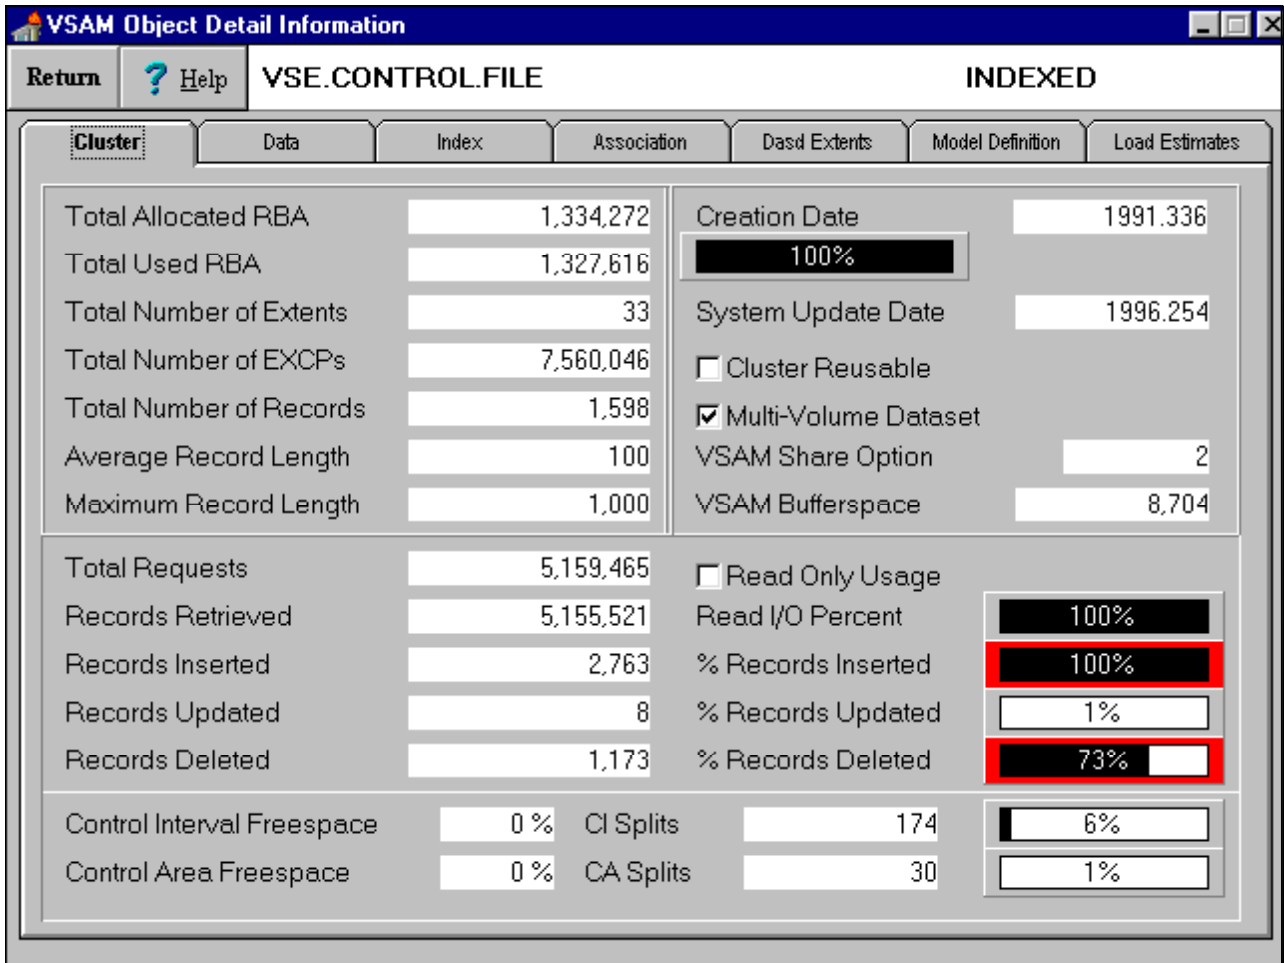 VSAM Object Detail Information
Return ? Help VSE.CONTROL.FILE INDEXED
Cluster Data Index Association Dasd Extents Model Definition Load Estimates
Total Allocated RBA 1,334,272 Creation Date 1991.336
Total Used RBA 1,327,616 100%
Total Number of Extents 33 System Update Date 1996.254
Total Number of EXCPs 7,560,046 Cluster Reusable
Total Number of Records 1,598 Multi-Volume Dataset
Average Record Length 100 VSAM Share Option 2
Maximum Record Length 1,000 VSAM Bufferspace 8,704
Total Requests 5,159,465 Read Only Usage
Records Retrieved 5,155,521 Read I/O Percent 100%
Records Inserted 2,763 % Records Inserted 100%
Records Updated 8 % Records Updated 1%
Records Deleted 1,173 % Records Deleted 73%
Control Interval Freespace 0 % CI Splits 174 6%
Control Area Freespace 0 % CA Splits 30 1%